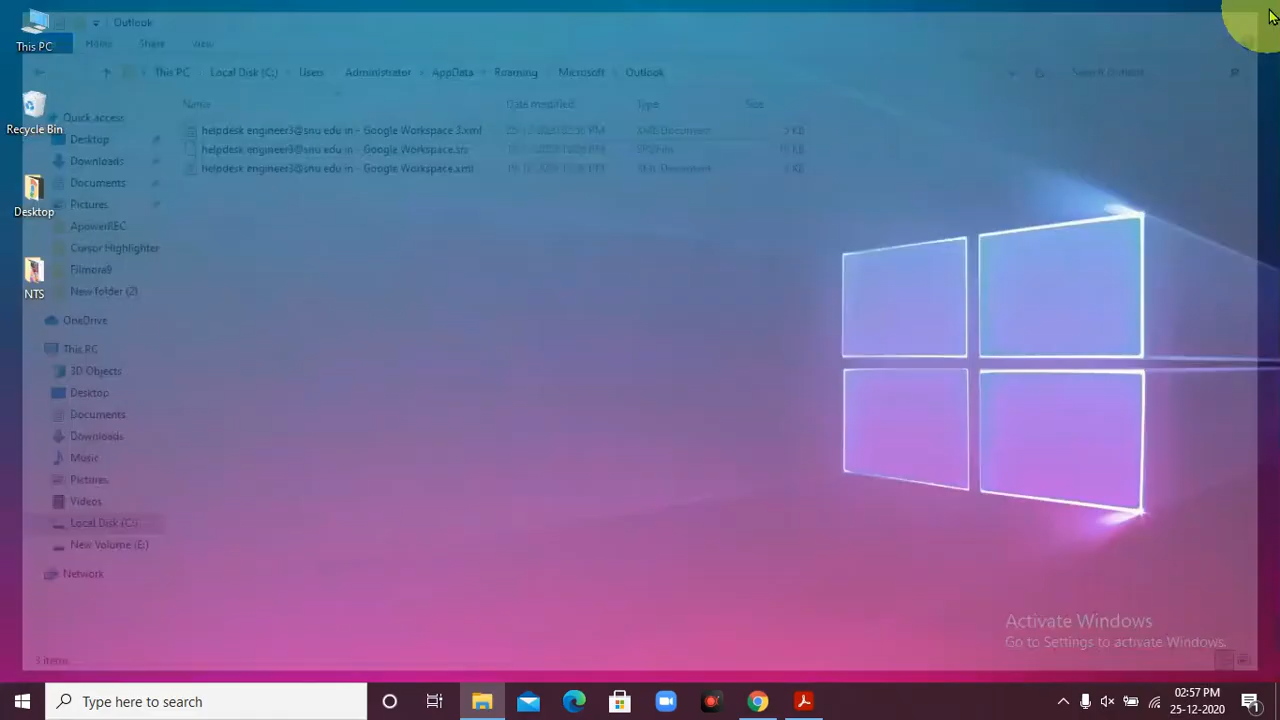 Outlook
This PC
Home Share View
This PC Local Disk (C:) Users Administrator AppData Roaming Microsoft Outlook
Name Date modified Type Size
Quick access
Recycle Bin
Desktop
helpdesk engineer3@snu edu in - Google Workspace 3.xml
helpdesk engineer3@snu edu in - Google Workspace.srs
Downloads
helpdesk engineer3@snu edu in - Google Workspace.xml
Documents
Pictures
Desktop
ApowerREC
Cursor Highlighter
Filmora9
NTS
New folder (2)
OneDrive
This PC
3D Objects
Desktop
Documents
Downloads
Music
Pictures
Videos
Local Disk (C:)
New Volume (E:)
Network
Activate Windows
Go to Settings to activate Windows.
3 items
Type here to search
02:57 PM
25-12-2020
1